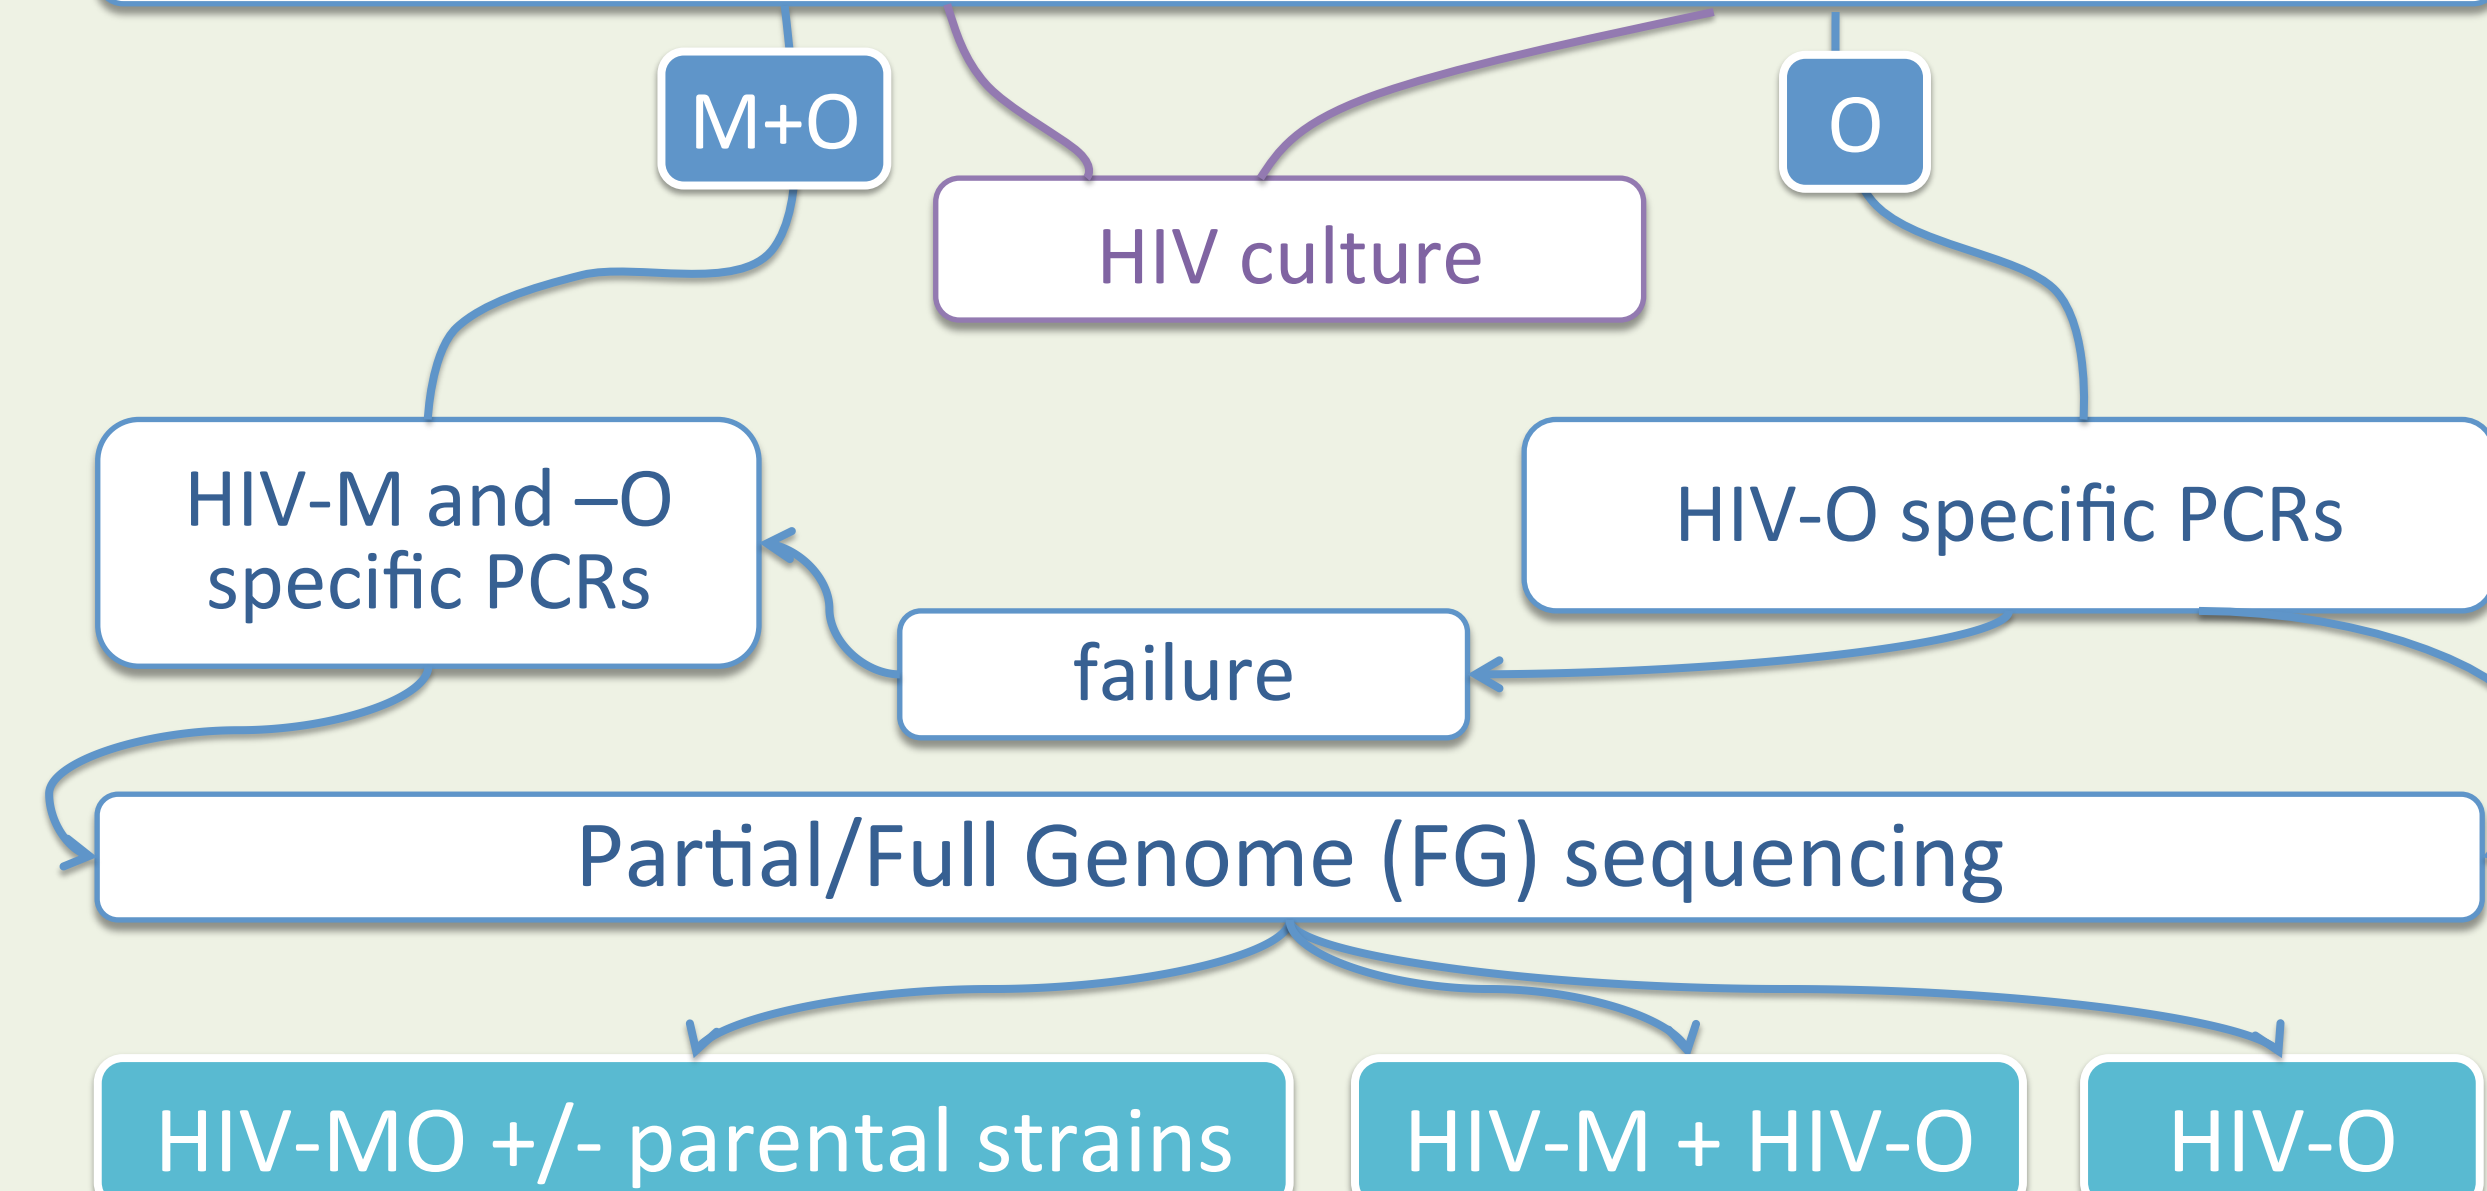 M+O
O
HIV culture
HIV-M and –O
specific PCRs
HIV-O specific PCRs
failure
Partial/Full Genome (FG) sequencing
HIV-MO +/- parental strains
HIV-M + HIV-O
HIV-O